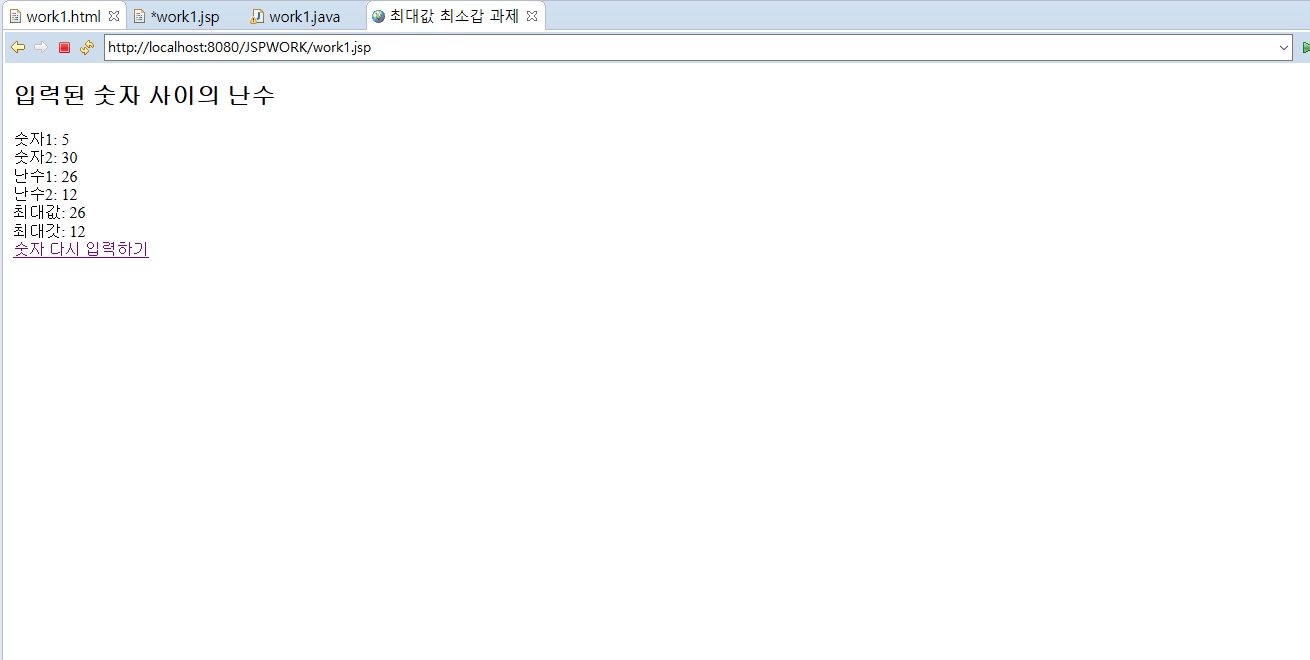 work1.html *work1.jsp work1.java 최대값 최소갑 과제
http://localhost:8080/JSPWORK/work1.jsp
입력된 숫자 사이의 난수
숫자1: 5
숫자2: 30
난수1: 26
난수2: 12
최대값: 26
최대갓: 12
숫자 다시 입력하기